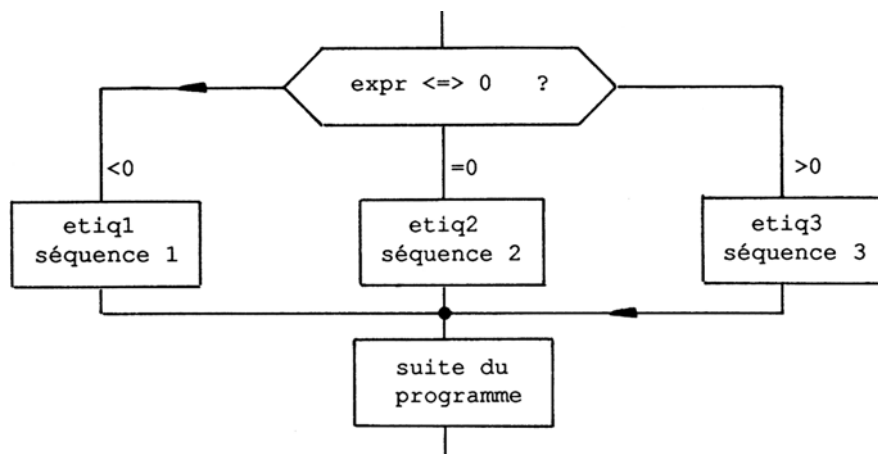 expr <=> 0 ?
<0
=0
>0
etiq1
séquence 1
etiq2
séquence 2
etiq3
séquence 3
suite du
programme